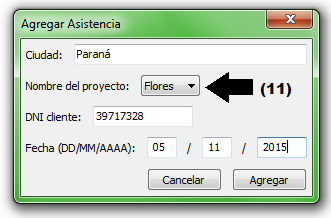 Agregar Asistencia
Ciudad: Paraná
Nombre del proyecto: Flores (11)
DNI cliente: 39717328
Fecha (DD/MM/AAAA): 05 / 11 / 2015
Cancelar Agregar